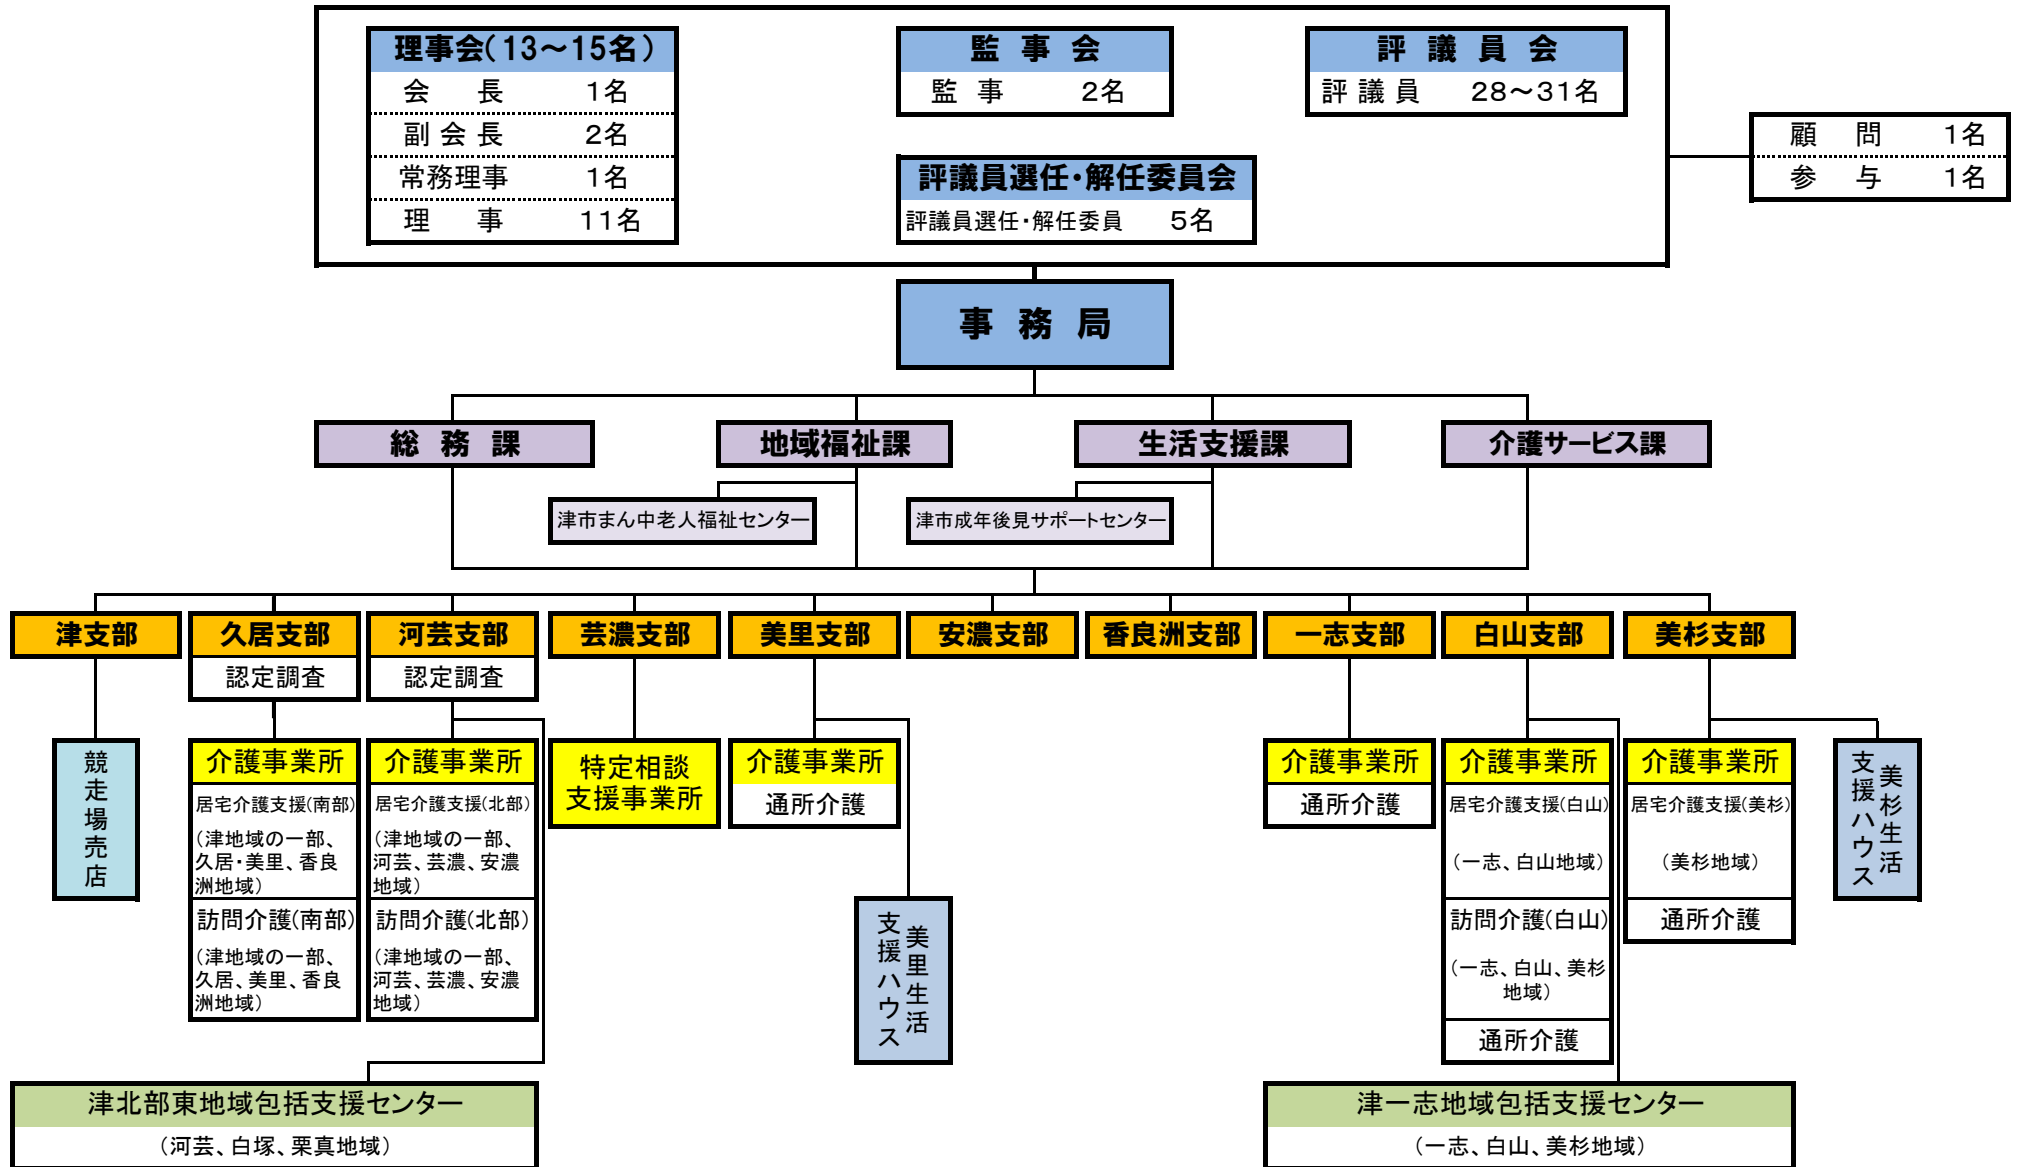 理事会(13～15名)
会　長　1名
副会長　2名
常務理事　1名
理　事　11名
監事会
監事　2名
評議員会
評議員　28～31名
評議員選任・解任委員会
評議員選任・解任委員　5名
顧　問　1名
参　与　1名
事務局
総務課
地域福祉課
生活支援課
介護サービス課
津市まん中老人福祉センター
津市成年後見サポートセンター
津支部
久居支部
認定調査
河芸支部
認定調査
芸濃支部
美里支部
安濃支部
香良洲支部
一志支部
白山支部
美杉支部
競走場売店
介護事業所
居宅介護支援(南部)
(津地域の一部、
久居・美里、香良
洲地域)
訪問介護(南部)
(津地域の一部、
久居、美里、香良
洲地域)
介護事業所
居宅介護支援(北部)
(津地域の一部、
河芸、芸濃、安濃
地域)
訪問介護(北部)
(津地域の一部、
河芸、芸濃、安濃
地域)
特定相談
支援事業所
介護事業所
通所介護
美里生活
支援ハウス
介護事業所
通所介護
介護事業所
居宅介護支援(白山)
(一志、白山地域)
訪問介護(白山)
(一志、白山、美杉
地域)
通所介護
介護事業所
居宅介護支援(美杉)
(美杉地域)
通所介護
美杉生活
支援ハウス
津北部東地域包括支援センター
(河芸、白塚、栗真地域)
津一志地域包括支援センター
(一志、白山、美杉地域)